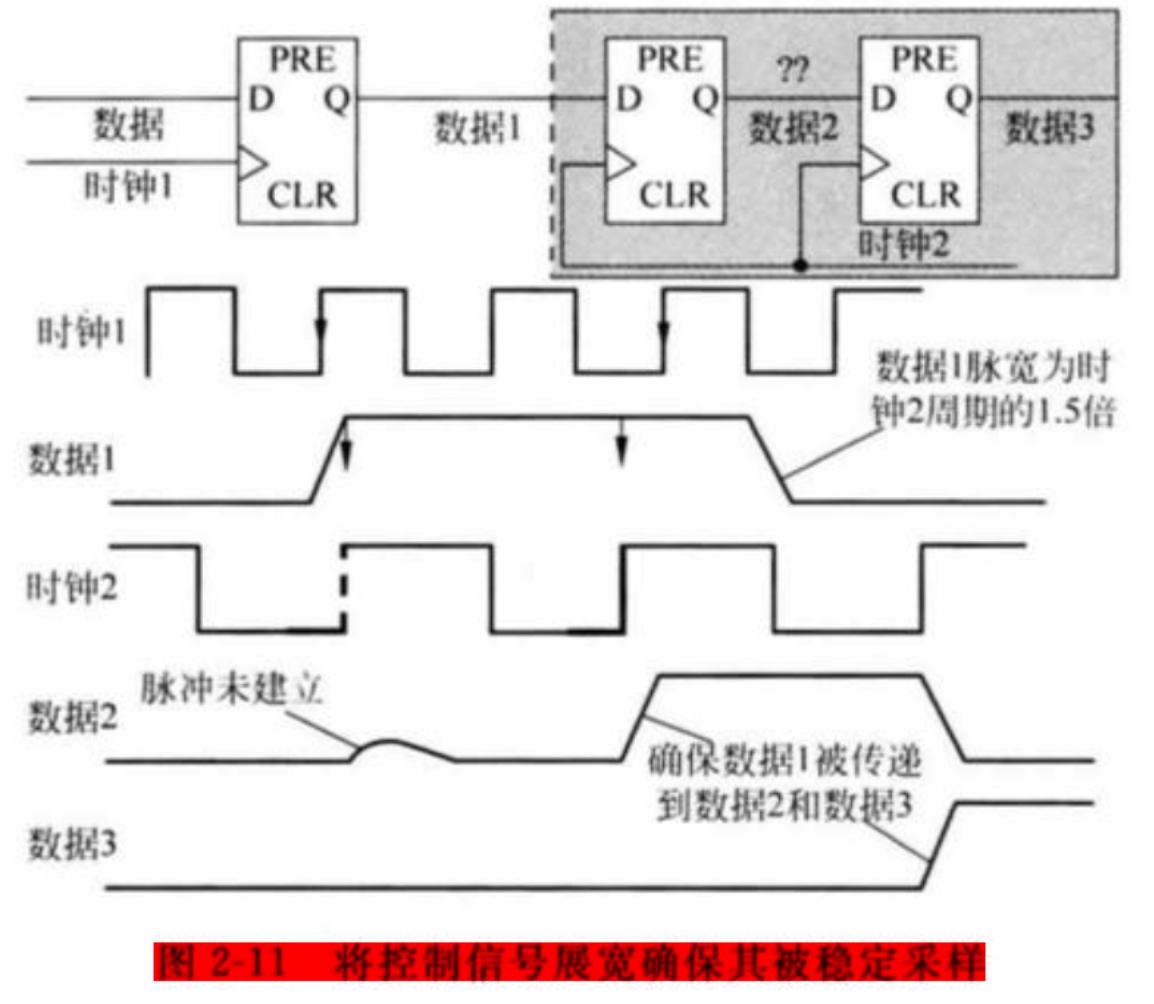 PRE
D Q
CLR
数据
时钟1
数据1
PRE
D Q
CLR
??
数据2
PRE
D Q
CLR
数据3
时钟2
时钟1
数据1脉宽为时
钟2周期的1.5倍
数据1
时钟2
脉冲未建立
数据2
确保数据1被传递
到数据2和数据3
数据3
图 2-11 将控制信号展宽确保其被稳定采样